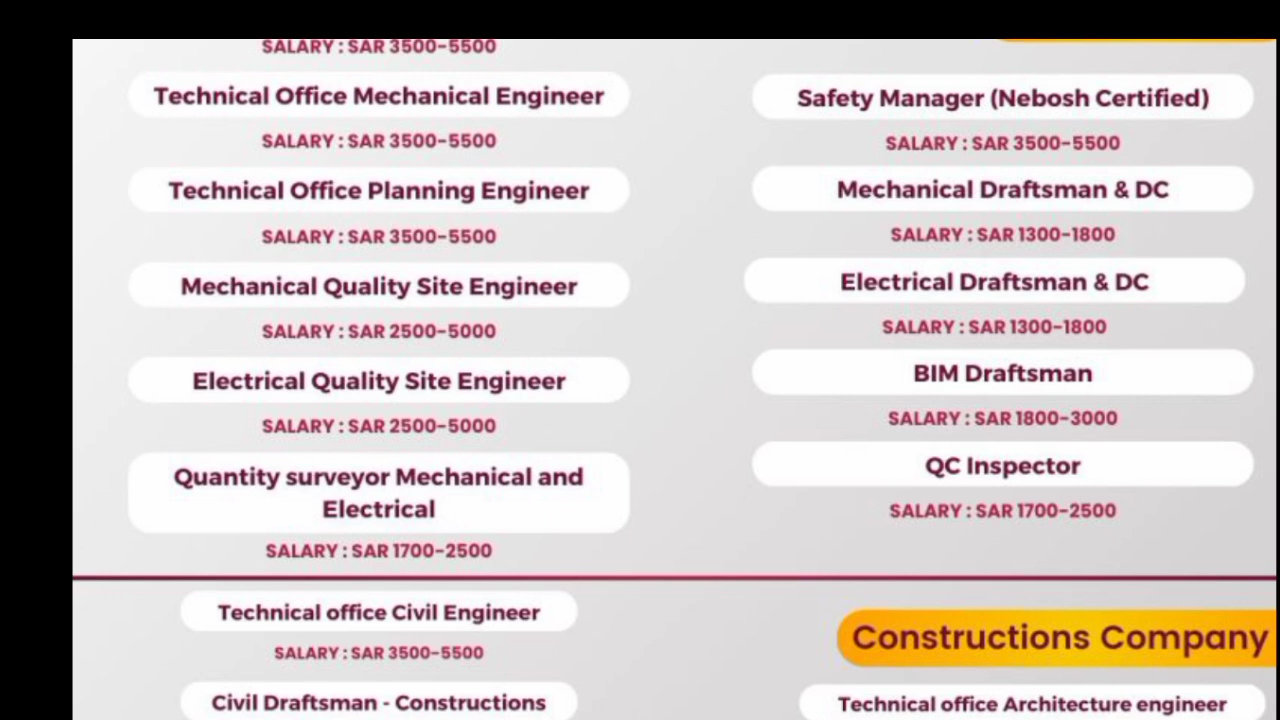 SALARY : SAR 3500-5500
Technical Office Mechanical Engineer
SALARY : SAR 3500-5500
Technical Office Planning Engineer
SALARY : SAR 3500-5500
Mechanical Quality Site Engineer
SALARY : SAR 2500-5000
Electrical Quality Site Engineer
SALARY : SAR 2500-5000
Quantity surveyor Mechanical and
Electrical
SALARY : SAR 1700-2500
Safety Manager (Nebosh Certified)
SALARY : SAR 3500-5500
Mechanical Draftsman & DC
SALARY : SAR 1300-1800
Electrical Draftsman & DC
SALARY : SAR 1300-1800
BIM Draftsman
SALARY : SAR 1800-3000
QC Inspector
SALARY : SAR 1700-2500
Technical office Civil Engineer
SALARY : SAR 3500-5500
Civil Draftsman - Constructions
Constructions Company
Technical office Architecture engineer